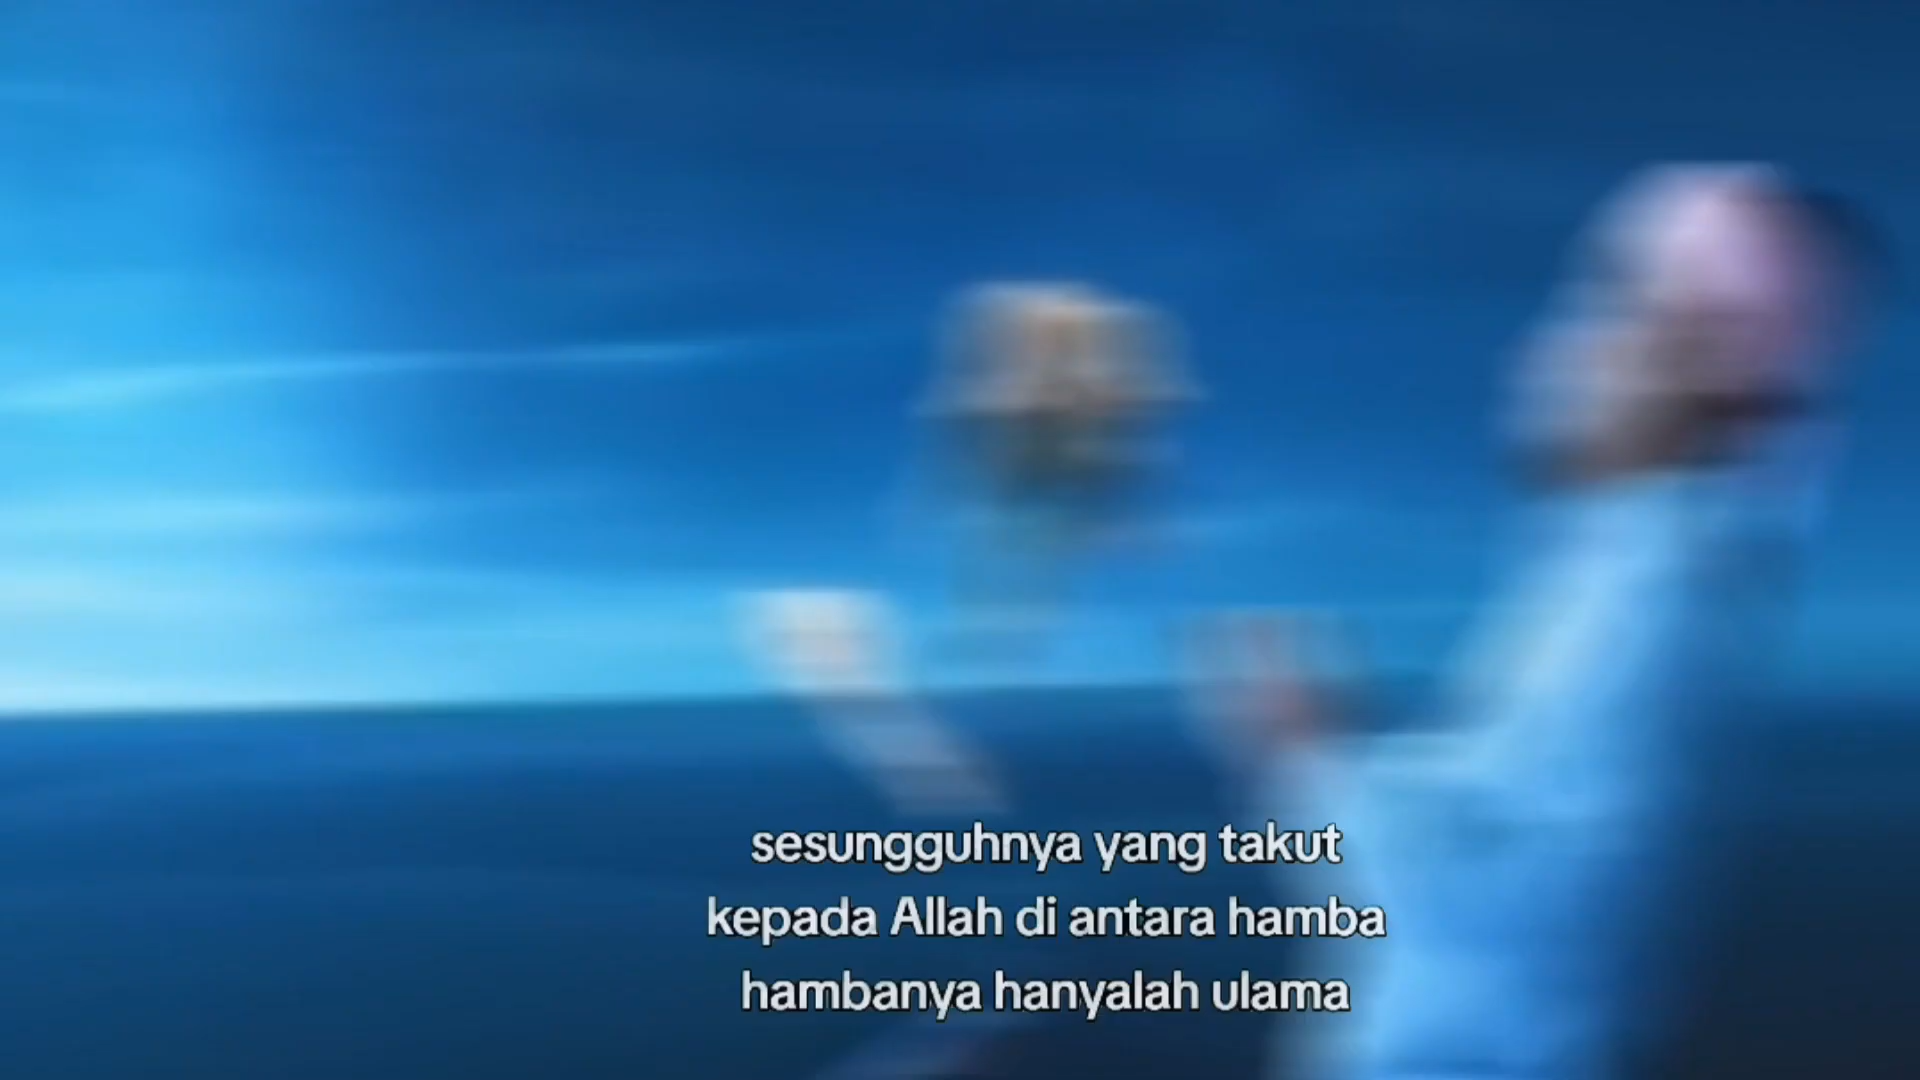 sesungguhnya yang takut
kepada Allah di antara hamba
hambanya hanyalah ulama